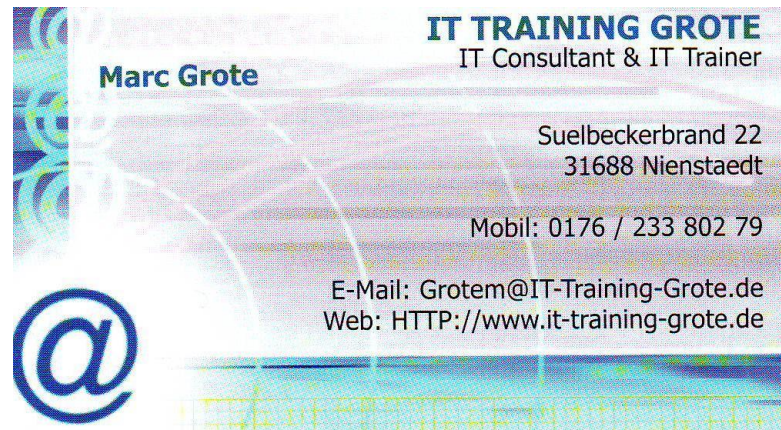 IT TRAINING GROTE
IT Consultant & IT Trainer
Marc Grote
Suelbeckerbrand 22
31688 Nienstaedt
Mobil: 0176 / 233 802 79
E-Mail: Grotem@IT-Training-Grote.de
Web: HTTP://www.it-training-grote.de
@